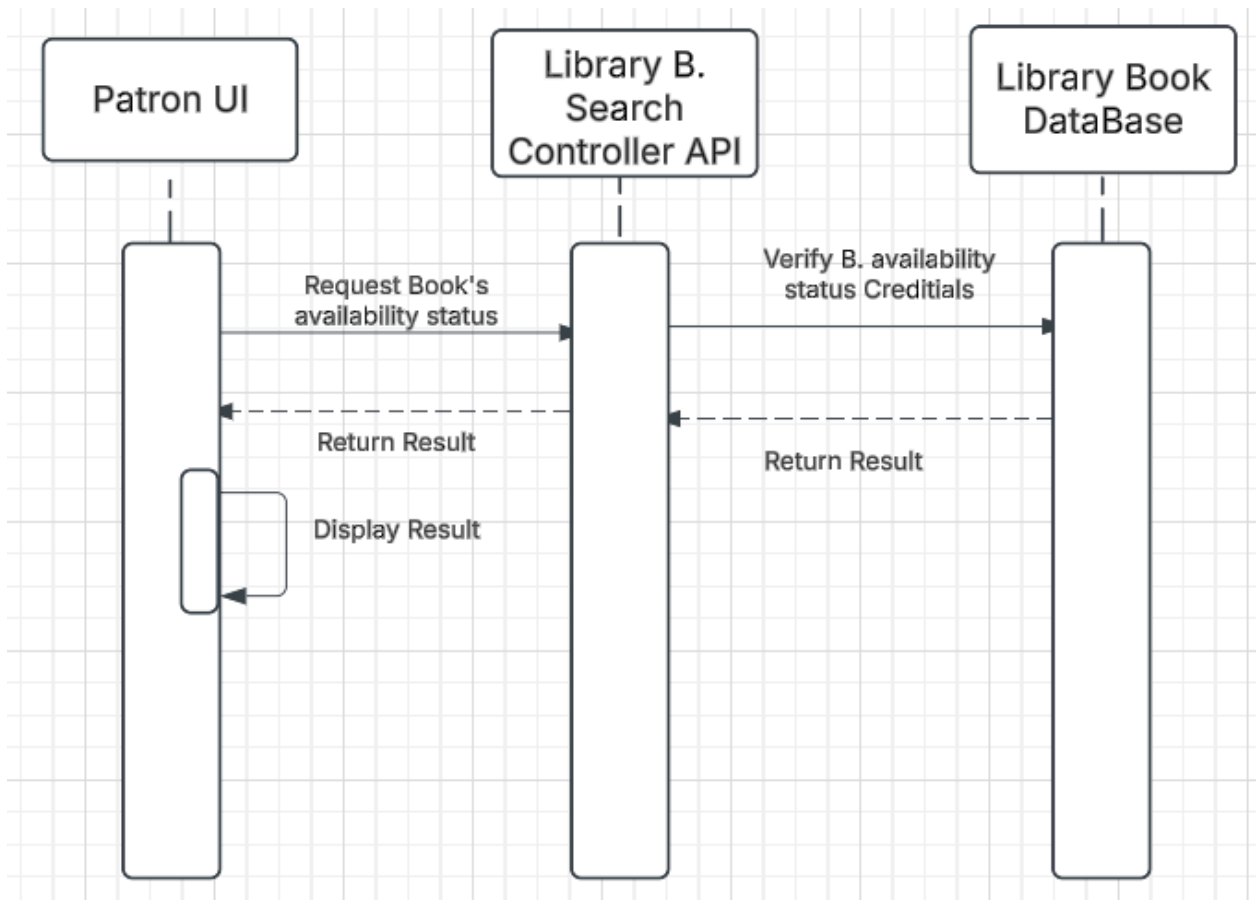 Patron UI
Library B.
Search
Controller API
Library Book
DataBase
Request Book's
availability status
Verify B. availability
status Creditials
Return Result
Return Result
Display Result